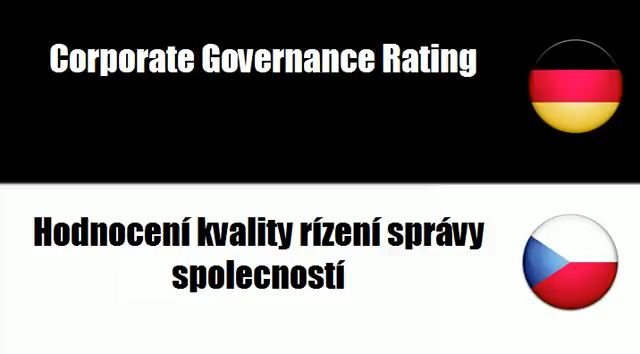 Corporate Governance Rating
Hodnocení kvality rízení správy
spolecností